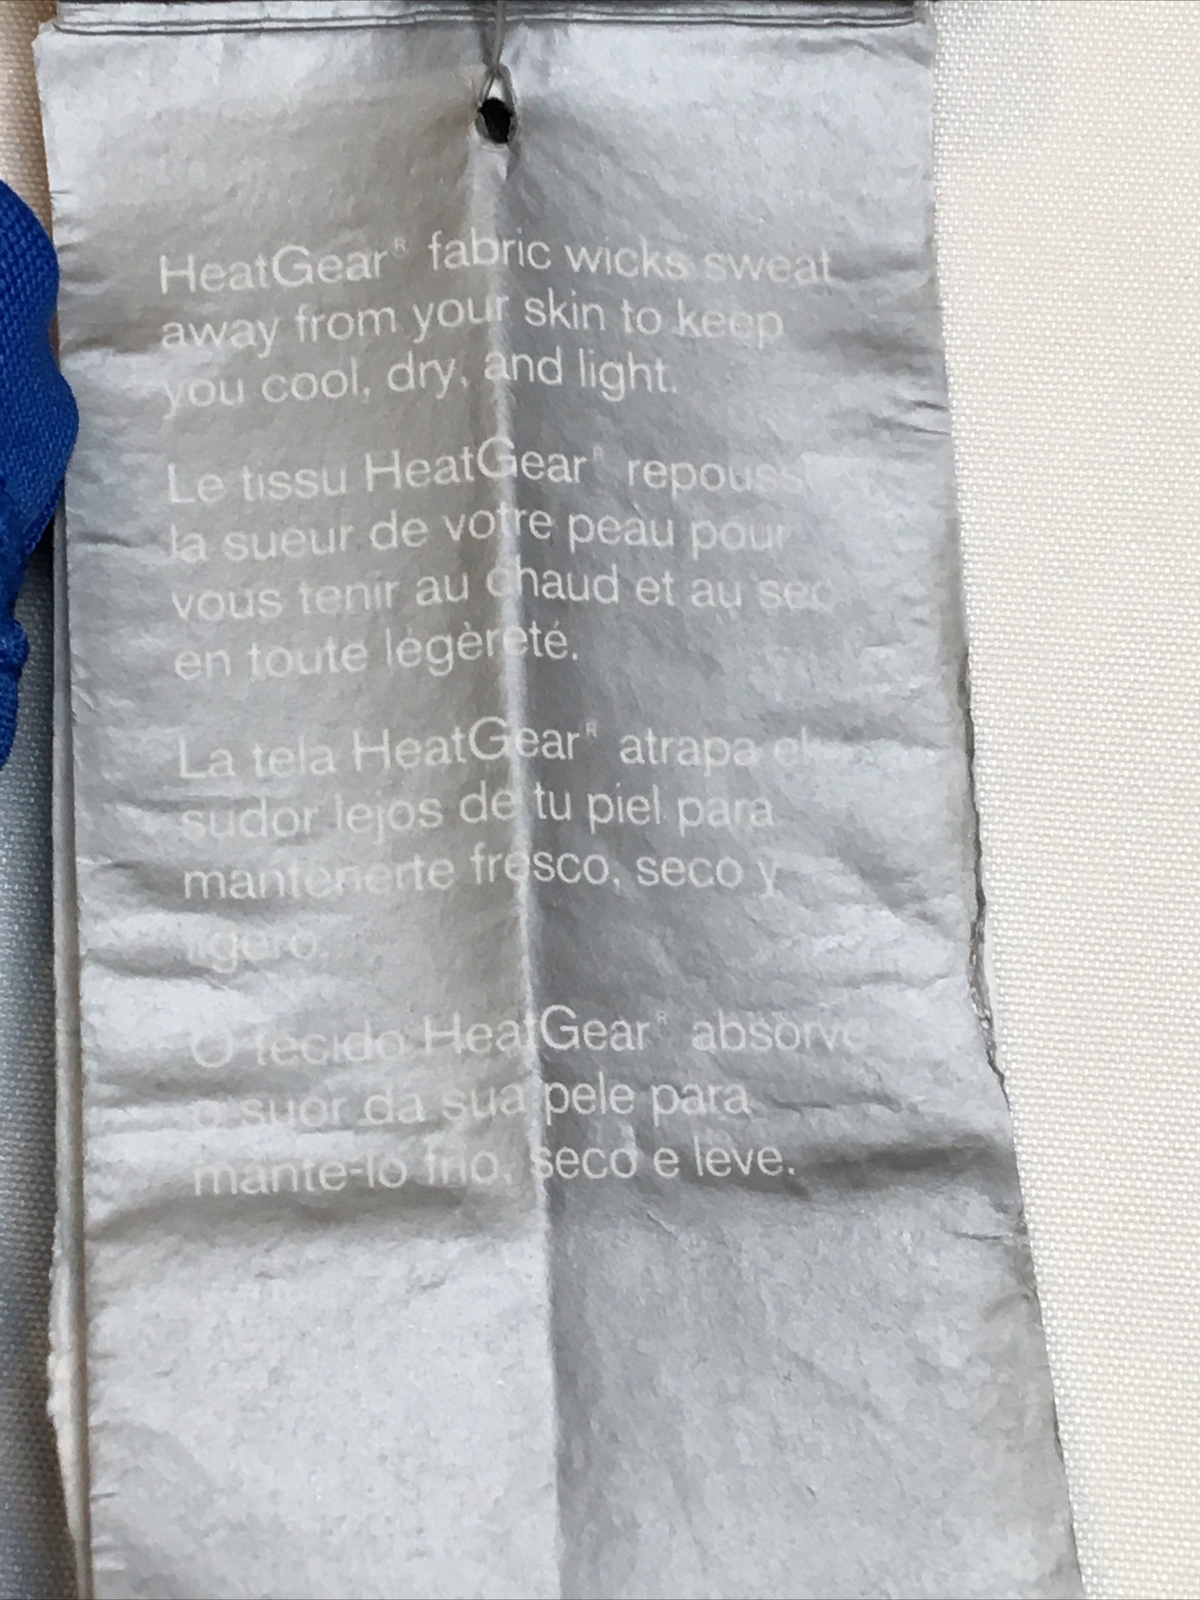 HeatGear® fabric wicks sweat
away from your skin to keep
you cool, dry, and light.
Le tissu HeatGear® repousse
la sueur de votre peau pour
vous tenir au chaud et au sec
en toute légèreté.
La tela HeatGear® atrapa el
sudor lejos de tu piel para
mantenerte fresco, seco y
ligero.
O tecido HeatGear® absorve
o suor da sua pele para
mante-lo frio, seco e leve.